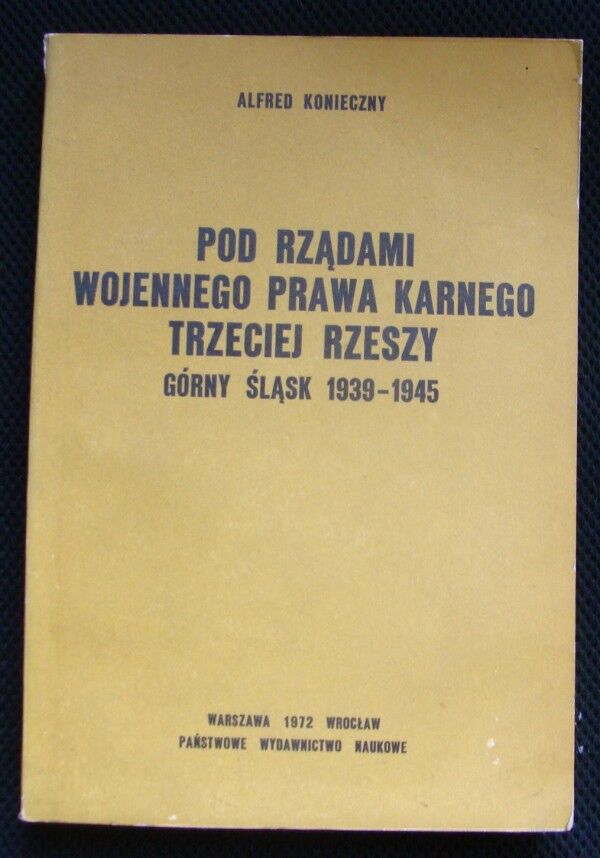 ALFRED KONIECZNY
POD RZĄDAMI
WOJENNEGO PRAWA KARNEGO
TRZECIEJ RZESZY
GÓRNY ŚLĄSK 1939-1945
WARSZAWA 1972 WROCŁAW
PAŃSTWOWE WYDAWNICTWO NAUKOWE